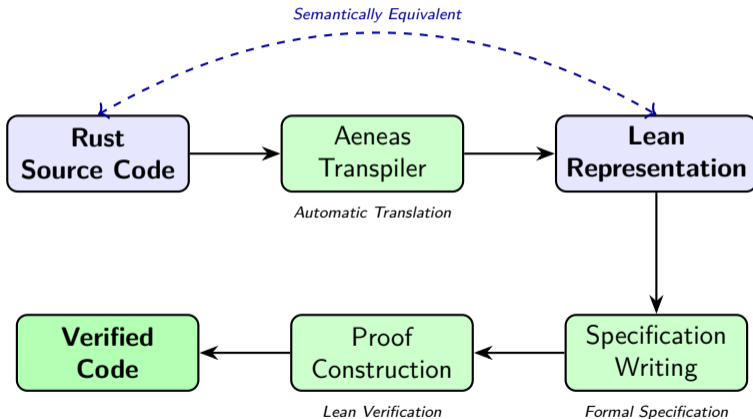 Semantically Equivalent
Rust
Source Code
Aeneas
Transpiler
Lean
Representation
Automatic Translation
Verified
Code
Proof
Construction
Specification
Writing
Lean Verification
Formal Specification